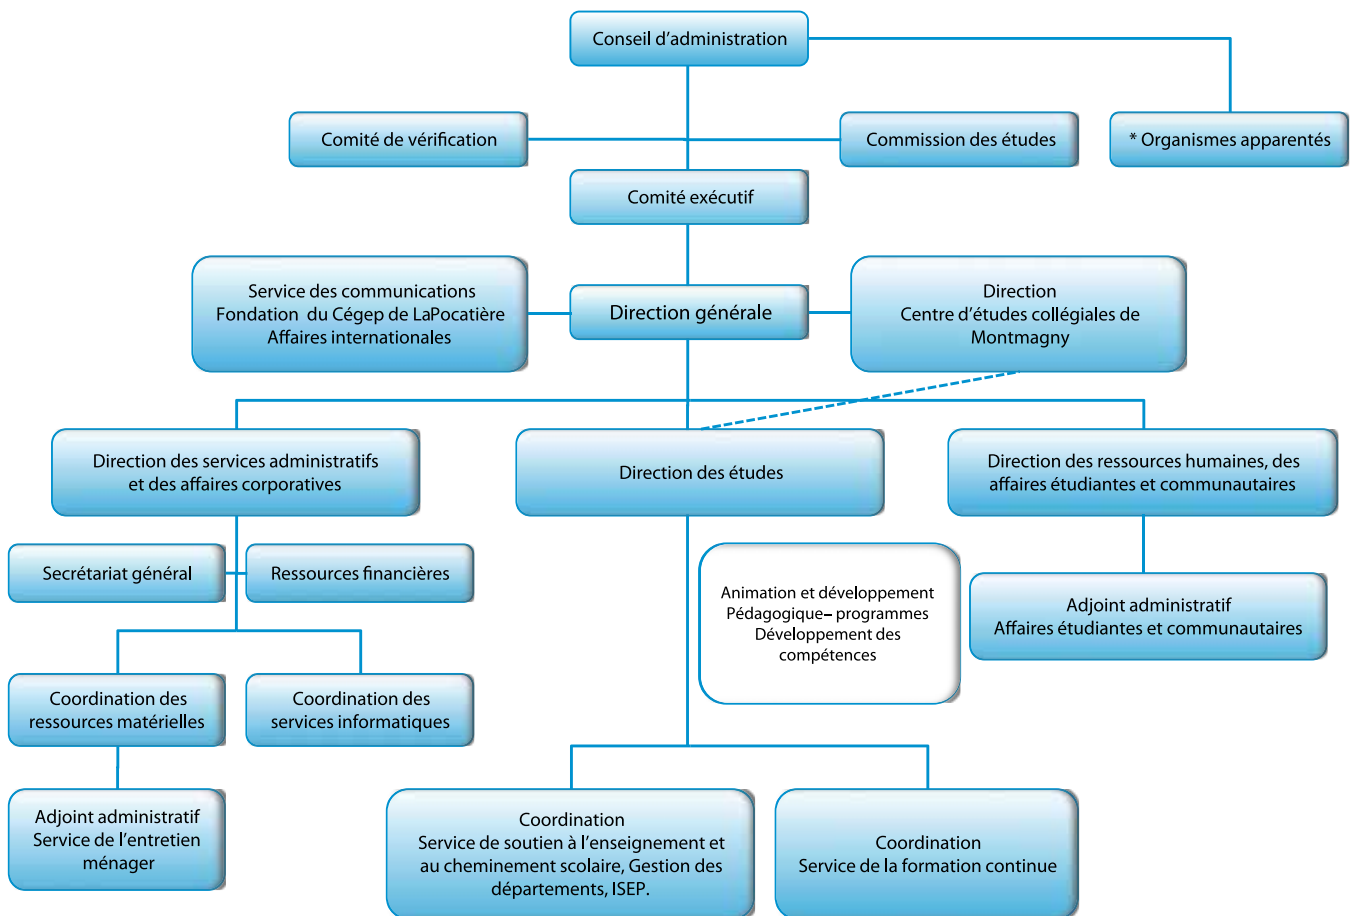 Conseil d’administration
Comité de vérification
Commission des études
* Organismes apparentés
Comité exécutif
Service des communications
Fondation du Cégep de LaPocatière
Affaires internationales
Direction générale
Direction
Centre d’études collégiales de
Montmagny
Direction des services administratifs
et des affaires corporatives
Direction des études
Direction des ressources humaines, des
affaires étudiantes et communautaires
Secrétariat général
Ressources financières
Animation et développement
Pédagogique– programmes
Développement des
compétences
Adjoint administratif
Affaires étudiantes et communautaires
Coordination des
ressources matérielles
Coordination des
services informatiques
Adjoint administratif
Service de l’entretien
ménager
Coordination
Service de soutien à l’enseignement et
au cheminement scolaire, Gestion des
départements, ISEP.
Coordination
Service de la formation continue